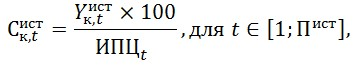 С^ист_к,t = (Y^ист_к,t × 100) / ИПЦ_t , для t ∈ [1; П^ист],